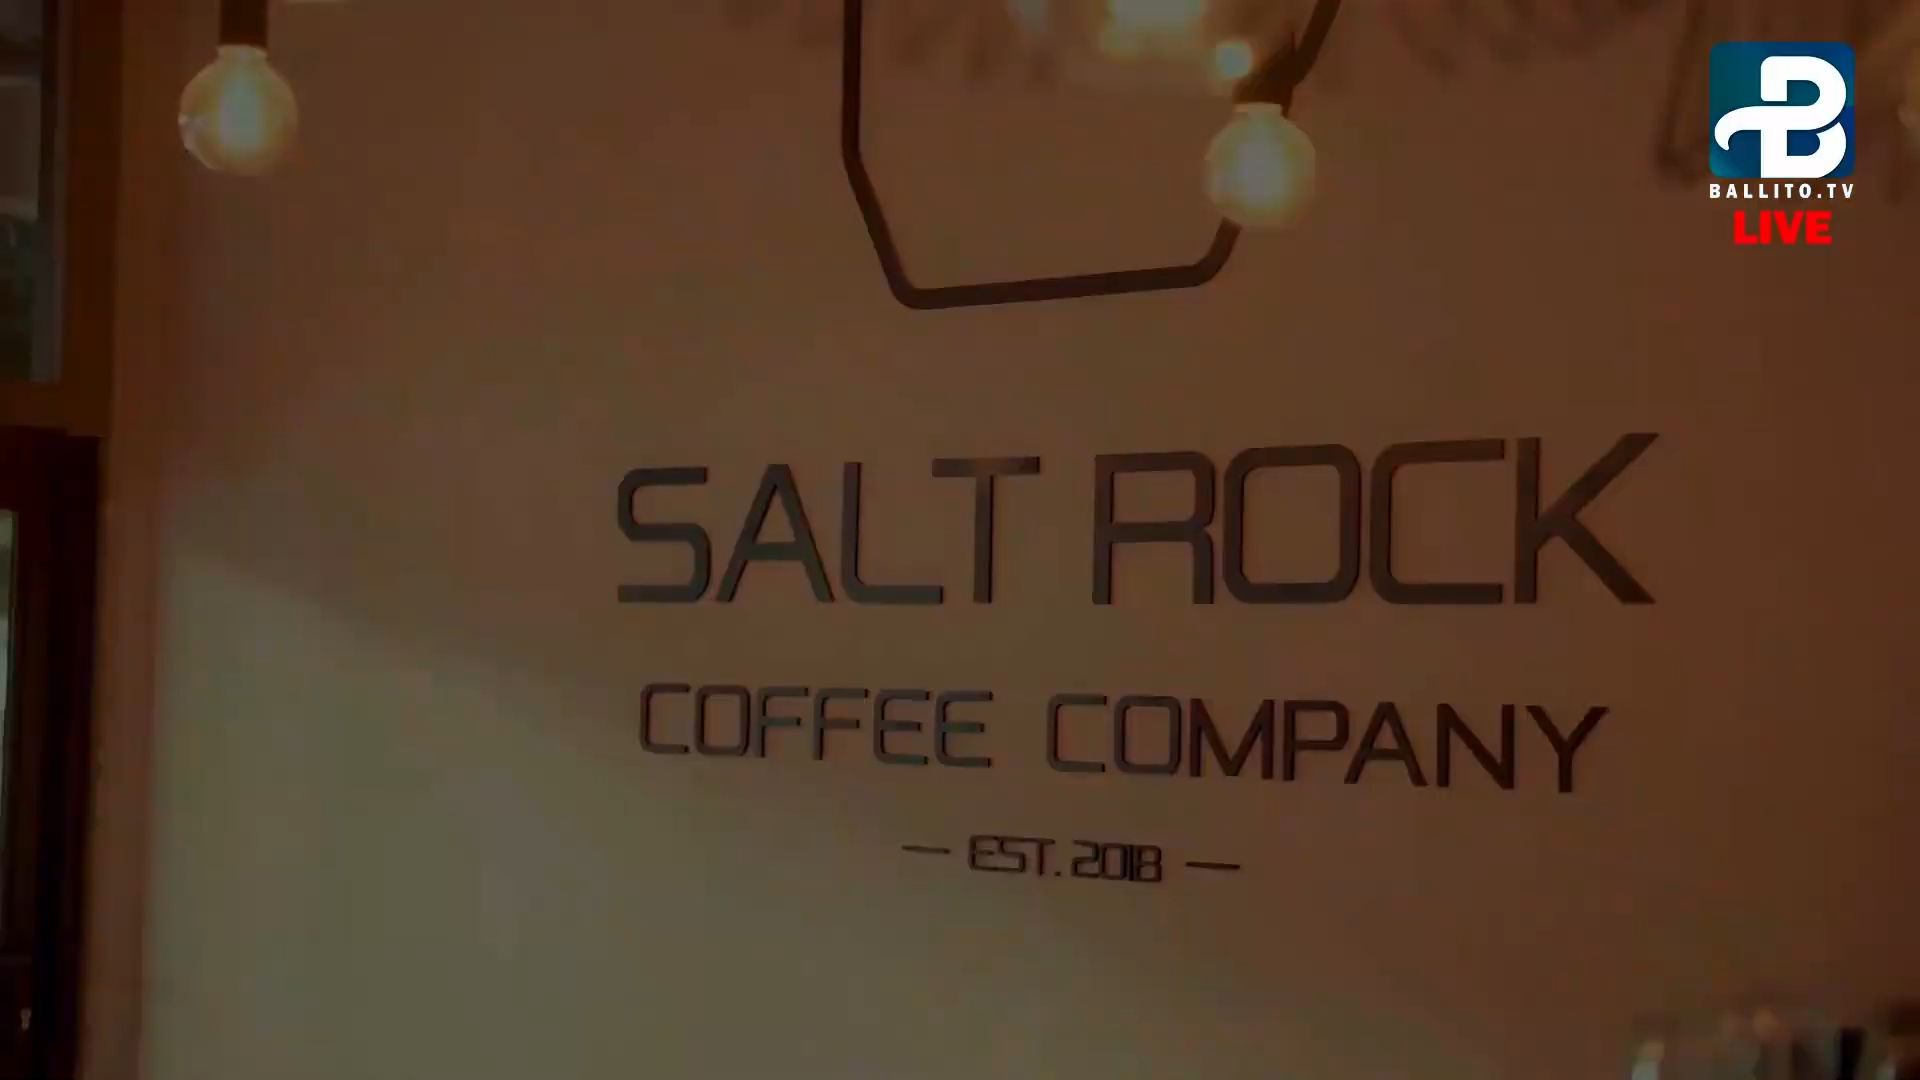 BALLITO.TV
LIVE
SALT ROCK
COFFEE COMPANY
— EST. 2018 —